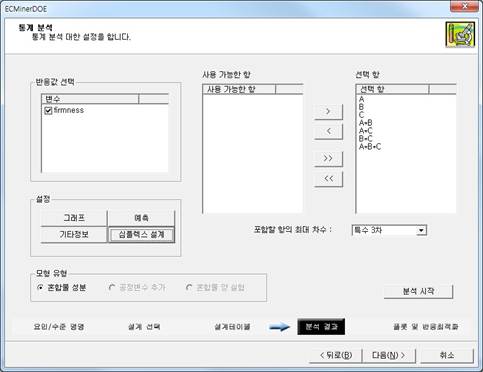 ECMinerDOE
통계 분석
통계 분석 대한 설정을 합니다.
반응값 선택
변수
firmness
사용 가능한 항
사용 가능한 항
>
<
>>
<<
선택 항
선택 항
A
B
C
A*B
A*C
B*C
A*B*C
설정
그래프
예측
기타정보
심플렉스 설계
포함할 항의 최대 차수 :
특수 3차
모형 유형
혼합물 성분
공정변수 추가
혼합물 양 실험
분석 시작
요인/수준 명명
설계 선택
설계테이블
분석 결과
플롯 및 반응최적화
< 뒤로(B)
다음(N) >
취소